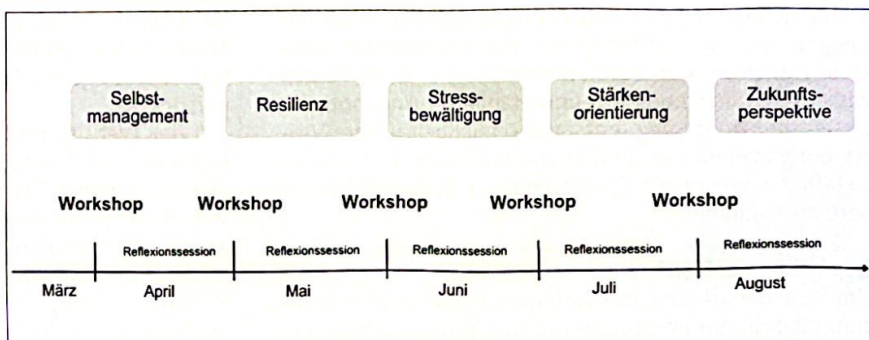 Selbst-
management
Resilienz
Stress-
bewältigung
Stärken-
orientierung
Zukunfts-
perspektive
Workshop Workshop Workshop Workshop Workshop
Reflexionssession Reflexionssession Reflexionssession Reflexionssession Reflexionssession
März April Mai Juni Juli August